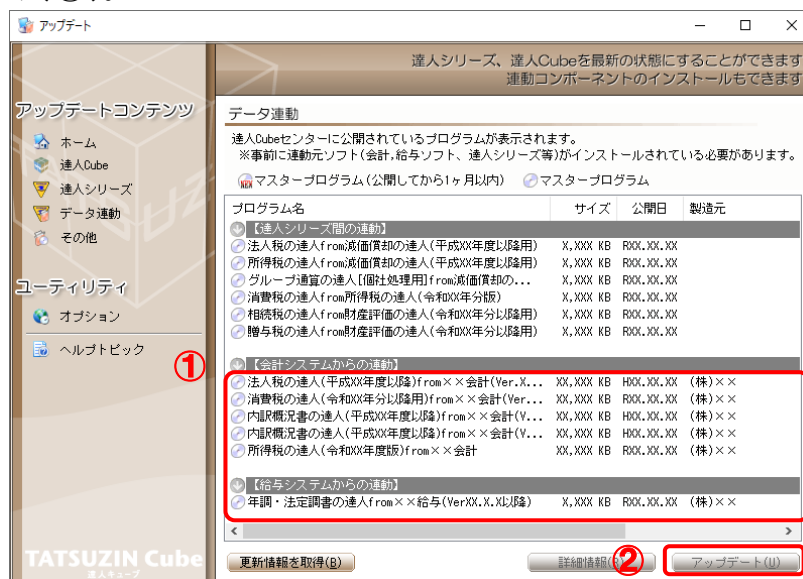 アップデート
達人シリーズ、達人Cubeを最新の状態にすることができます
連動コンポーネントのインストールもできます
アップデートコンテンツ
ホーム
達人Cube
達人シリーズ
データ連動
その他
ユーティリティ
オプション
ヘルプトピック
データ連動
達人Cubeセンターに公開されているプログラムが表示されます。
※事前に連動元ソフト(会計,給与ソフト、達人シリーズ等)がインストールされている必要があります。
マスタープログラム(公開してから1ヶ月以内) マスタープログラム
プログラム名 サイズ 公開日 製造元
【達人シリーズ間の連動】
法人税の達人from減価償却の達人(平成XX年度以降用) X,XXX KB RXX.XX.XX
所得税の達人from減価償却の達人(平成XX年度以降用) X,XXX KB RXX.XX.XX
グループ通算の達人[個社処理用]from減価償却の... X,XXX KB RXX.XX.XX
消費税の達人from所得税の達人(令和XX年分版) X,XXX KB RXX.XX.XX
相続税の達人from財産評価の達人(令和XX年分以降用) X,XXX KB RXX.XX.XX
贈与税の達人from財産評価の達人(令和XX年分以降用) X,XXX KB RXX.XX.XX
①
【会計システムからの連動】
法人税の達人(平成XX年度以降)from××会計(Ver.X... XX,XXX KB HXX.XX.XX (株)××
消費税の達人(令和XX年分以降用)from××会計(Ver... XX,XXX KB HXX.XX.XX (株)××
内訳概況書の達人(平成XX年度以降)from××会計(V... XX,XXX KB HXX.XX.XX (株)××
内訳概況書の達人(平成XX年度以降)from××会計(V... XX,XXX KB HXX.XX.XX (株)××
所得税の達人(令和XX年度版)from××会計 XX,XXX KB RXX.XX.XX (株)××
【給与システムからの連動】
年調・法定調書の達人from××給与(VerXX.X.X以降) X,XXX KB RXX.XX.XX (株)××
TATSUZIN Cube
達人キューブ
更新情報を取得(B) 詳細情報 ② アップデート(U)